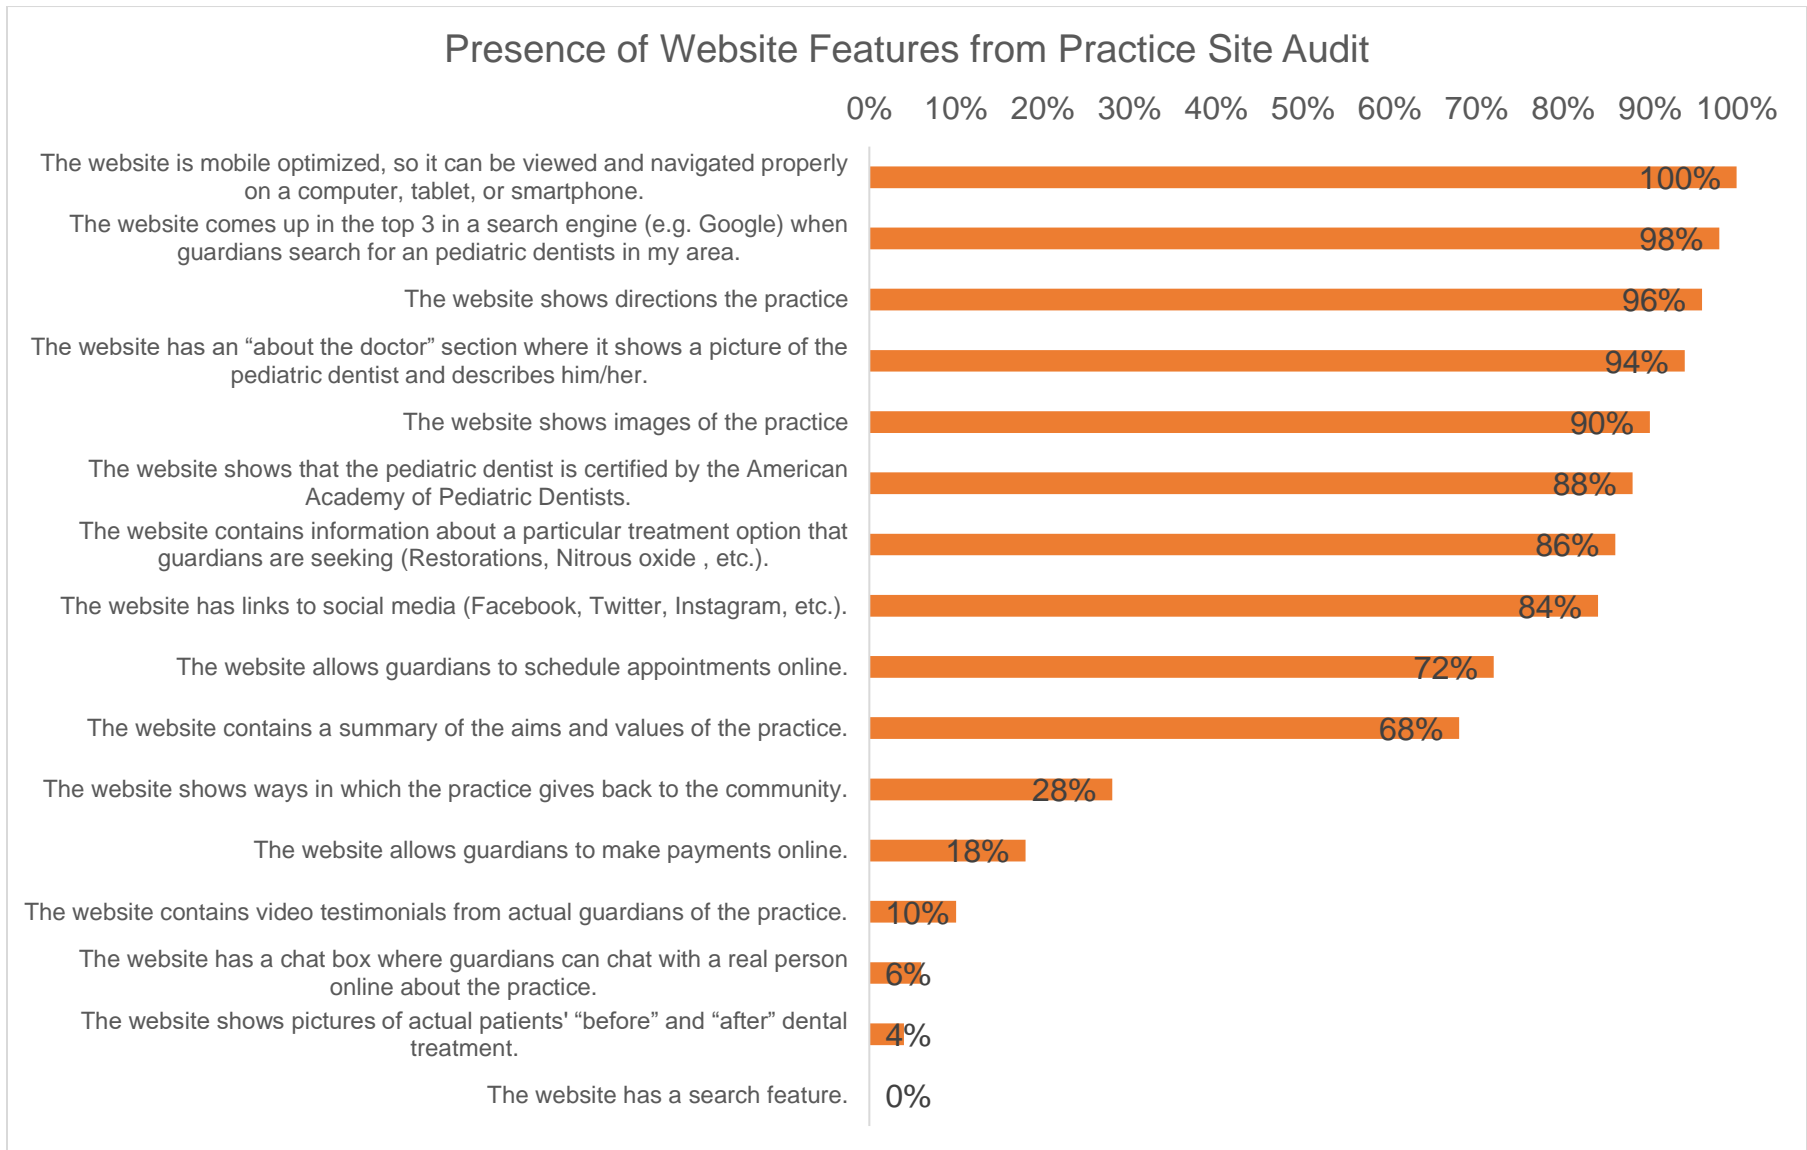 Presence of Website Features from Practice Site Audit
0% 10% 20% 30% 40% 50% 60% 70% 80% 90% 100%
The website is mobile optimized, so it can be viewed and navigated properly
on a computer, tablet, or smartphone.
100%
The website comes up in the top 3 in a search engine (e.g. Google) when
guardians search for an pediatric dentists in my area.
98%
The website shows directions the practice
96%
The website has an “about the doctor” section where it shows a picture of the
pediatric dentist and describes him/her.
94%
The website shows images of the practice
90%
The website shows that the pediatric dentist is certified by the American
Academy of Pediatric Dentists.
88%
The website contains information about a particular treatment option that
guardians are seeking (Restorations, Nitrous oxide , etc.).
86%
The website has links to social media (Facebook, Twitter, Instagram, etc.).
84%
The website allows guardians to schedule appointments online.
72%
The website contains a summary of the aims and values of the practice.
68%
The website shows ways in which the practice gives back to the community.
28%
The website allows guardians to make payments online.
18%
The website contains video testimonials from actual guardians of the practice.
10%
The website has a chat box where guardians can chat with a real person
online about the practice.
6%
The website shows pictures of actual patients' “before” and “after” dental
treatment.
4%
The website has a search feature.
0%